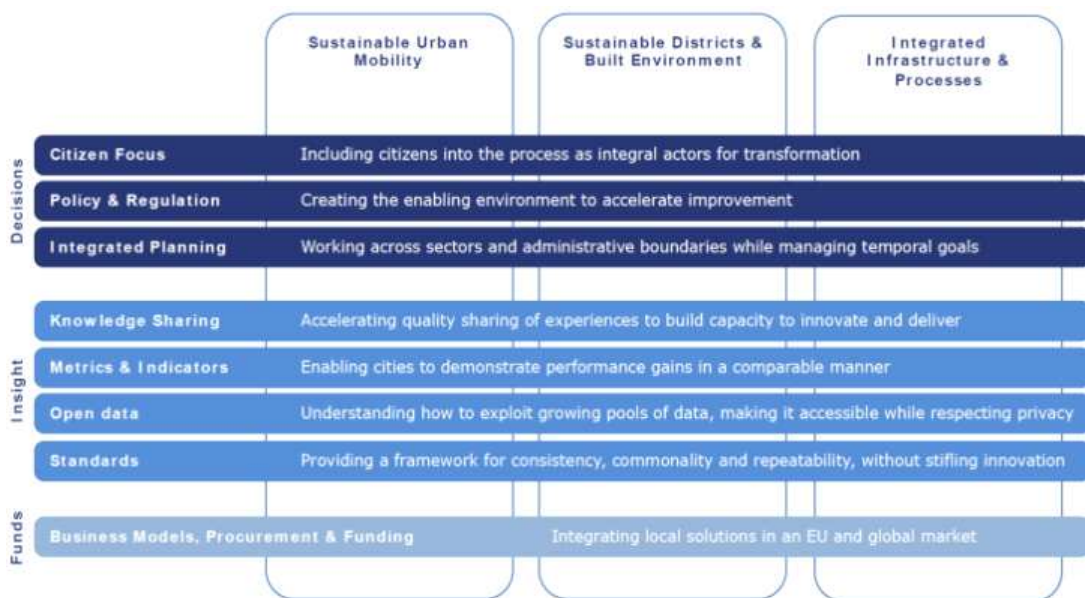 Sustainable Urban
Mobility
Sustainable Districts &
Built Environment
Integrated
Infrastructure &
Processes
Decisions
Citizen Focus Including citizens into the process as integral actors for transformation
Policy & Regulation Creating the enabling environment to accelerate improvement
Integrated Planning Working across sectors and administrative boundaries while managing temporal goals
Insight
Knowledge Sharing Accelerating quality sharing of experiences to build capacity to innovate and deliver
Metrics & Indicators Enabling cities to demonstrate performance gains in a comparable manner
Open data Understanding how to exploit growing pools of data, making it accessible while respecting privacy
Standards Providing a framework for consistency, commonality and repeatability, without stifling innovation
Funds
Business Models, Procurement & Funding Integrating local solutions in an EU and global market